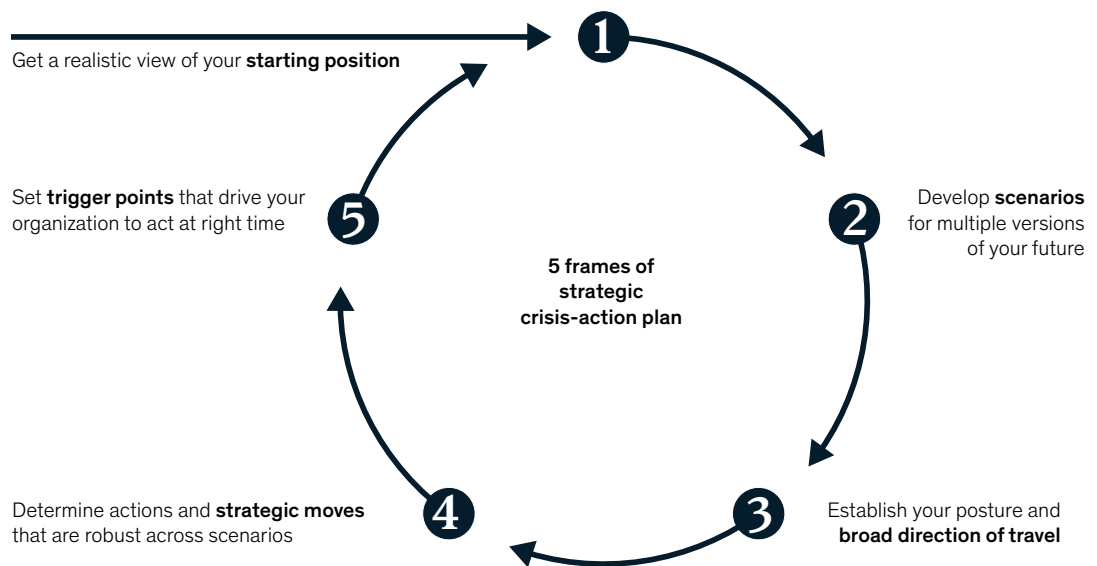 1
Get a realistic view of your starting position
2
Develop scenarios
for multiple versions
of your future
3
Establish your posture and
broad direction of travel
4
Determine actions and strategic moves
that are robust across scenarios
5
Set trigger points that drive your
organization to act at right time
5 frames of
strategic
crisis-action plan